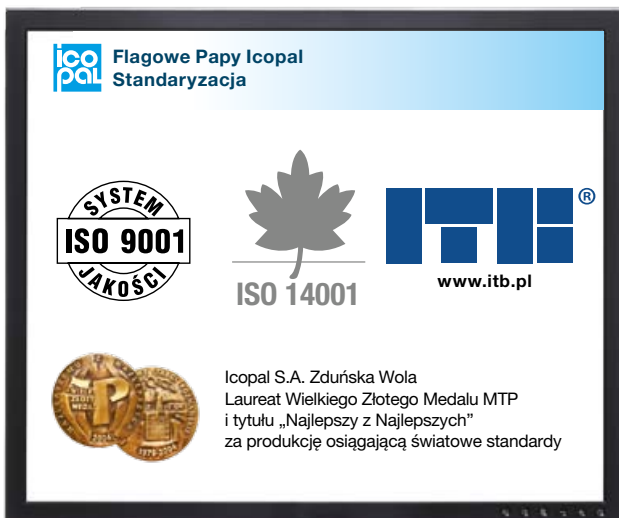 ico
pal
Flagowe Papy Icopal
Standaryzacja
SYSTEM
ISO 9001
JAKOŚCI
ISO 14001
ITB®
www.itb.pl
Icopal S.A. Zduńska Wola
Laureat Wielkiego Złotego Medalu MTP
i tytułu „Najlepszy z Najlepszych”
za produkcję osiągającą światowe standardy